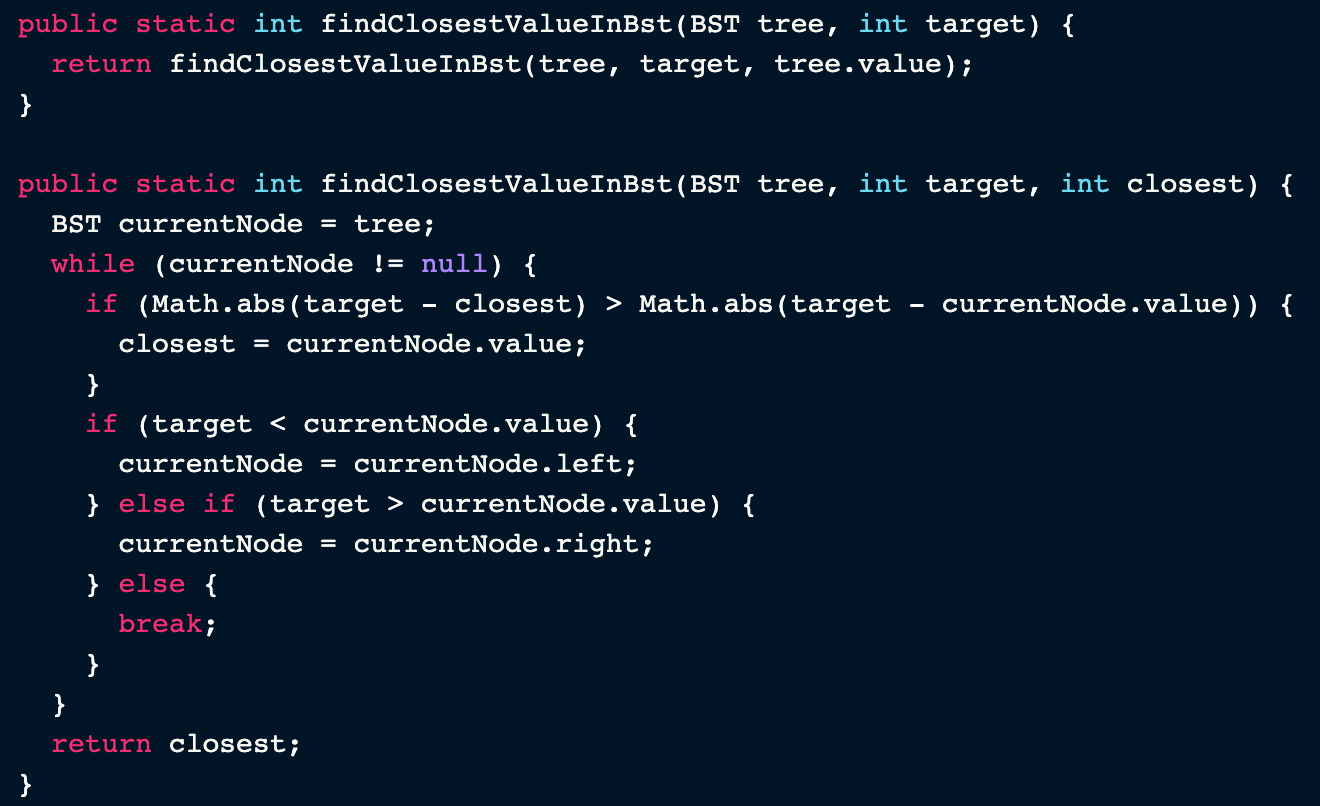 public static int findClosestValueInBst(BST tree, int target) {
  return findClosestValueInBst(tree, target, tree.value);
}

public static int findClosestValueInBst(BST tree, int target, int closest) {
  BST currentNode = tree;
  while (currentNode != null) {
    if (Math.abs(target - closest) > Math.abs(target - currentNode.value)) {
      closest = currentNode.value;
    }
    if (target < currentNode.value) {
      currentNode = currentNode.left;
    } else if (target > currentNode.value) {
      currentNode = currentNode.right;
    } else {
      break;
    }
  }
  return closest;
}